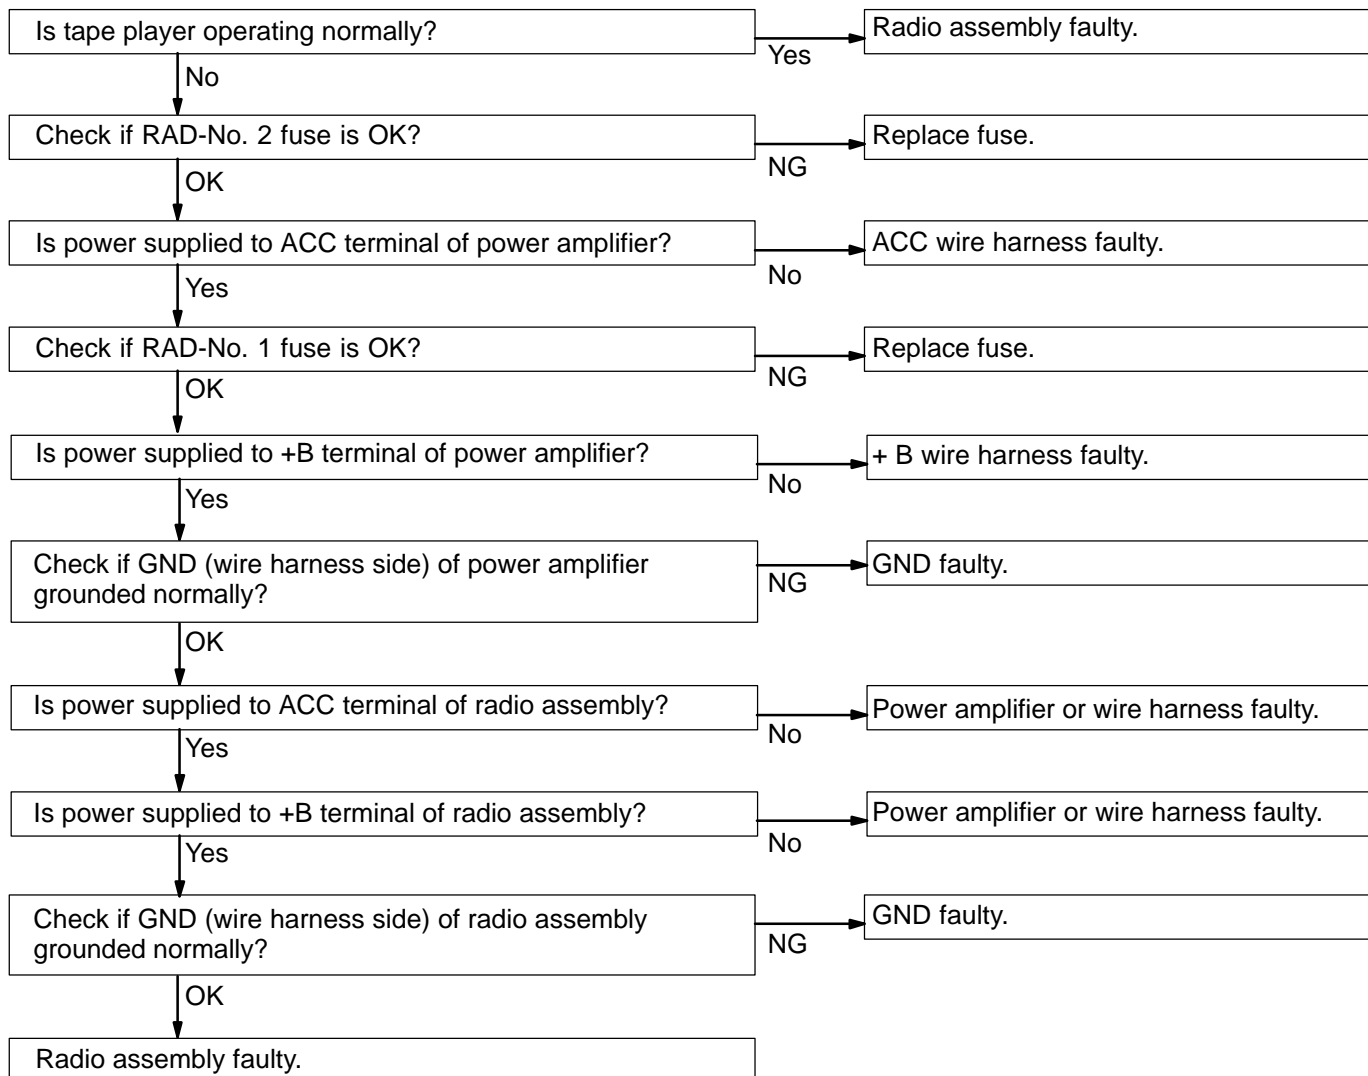 Is tape player operating normally?
Yes
Radio assembly faulty.
No
Check if RAD-No. 2 fuse is OK?
NG
Replace fuse.
OK
Is power supplied to ACC terminal of power amplifier?
No
ACC wire harness faulty.
Yes
Check if RAD-No. 1 fuse is OK?
NG
Replace fuse.
OK
Is power supplied to +B terminal of power amplifier?
No
+ B wire harness faulty.
Yes
Check if GND (wire harness side) of power amplifier
grounded normally?
NG
GND faulty.
OK
Is power supplied to ACC terminal of radio assembly?
No
Power amplifier or wire harness faulty.
Yes
Is power supplied to +B terminal of radio assembly?
No
Power amplifier or wire harness faulty.
Yes
Check if GND (wire harness side) of radio assembly
grounded normally?
NG
GND faulty.
OK
Radio assembly faulty.